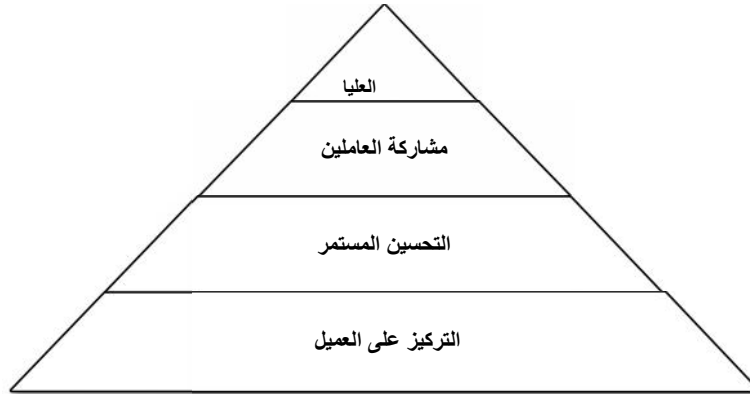 العليا
مشاركة العاملين
التحسين المستمر
التركيز على العميل